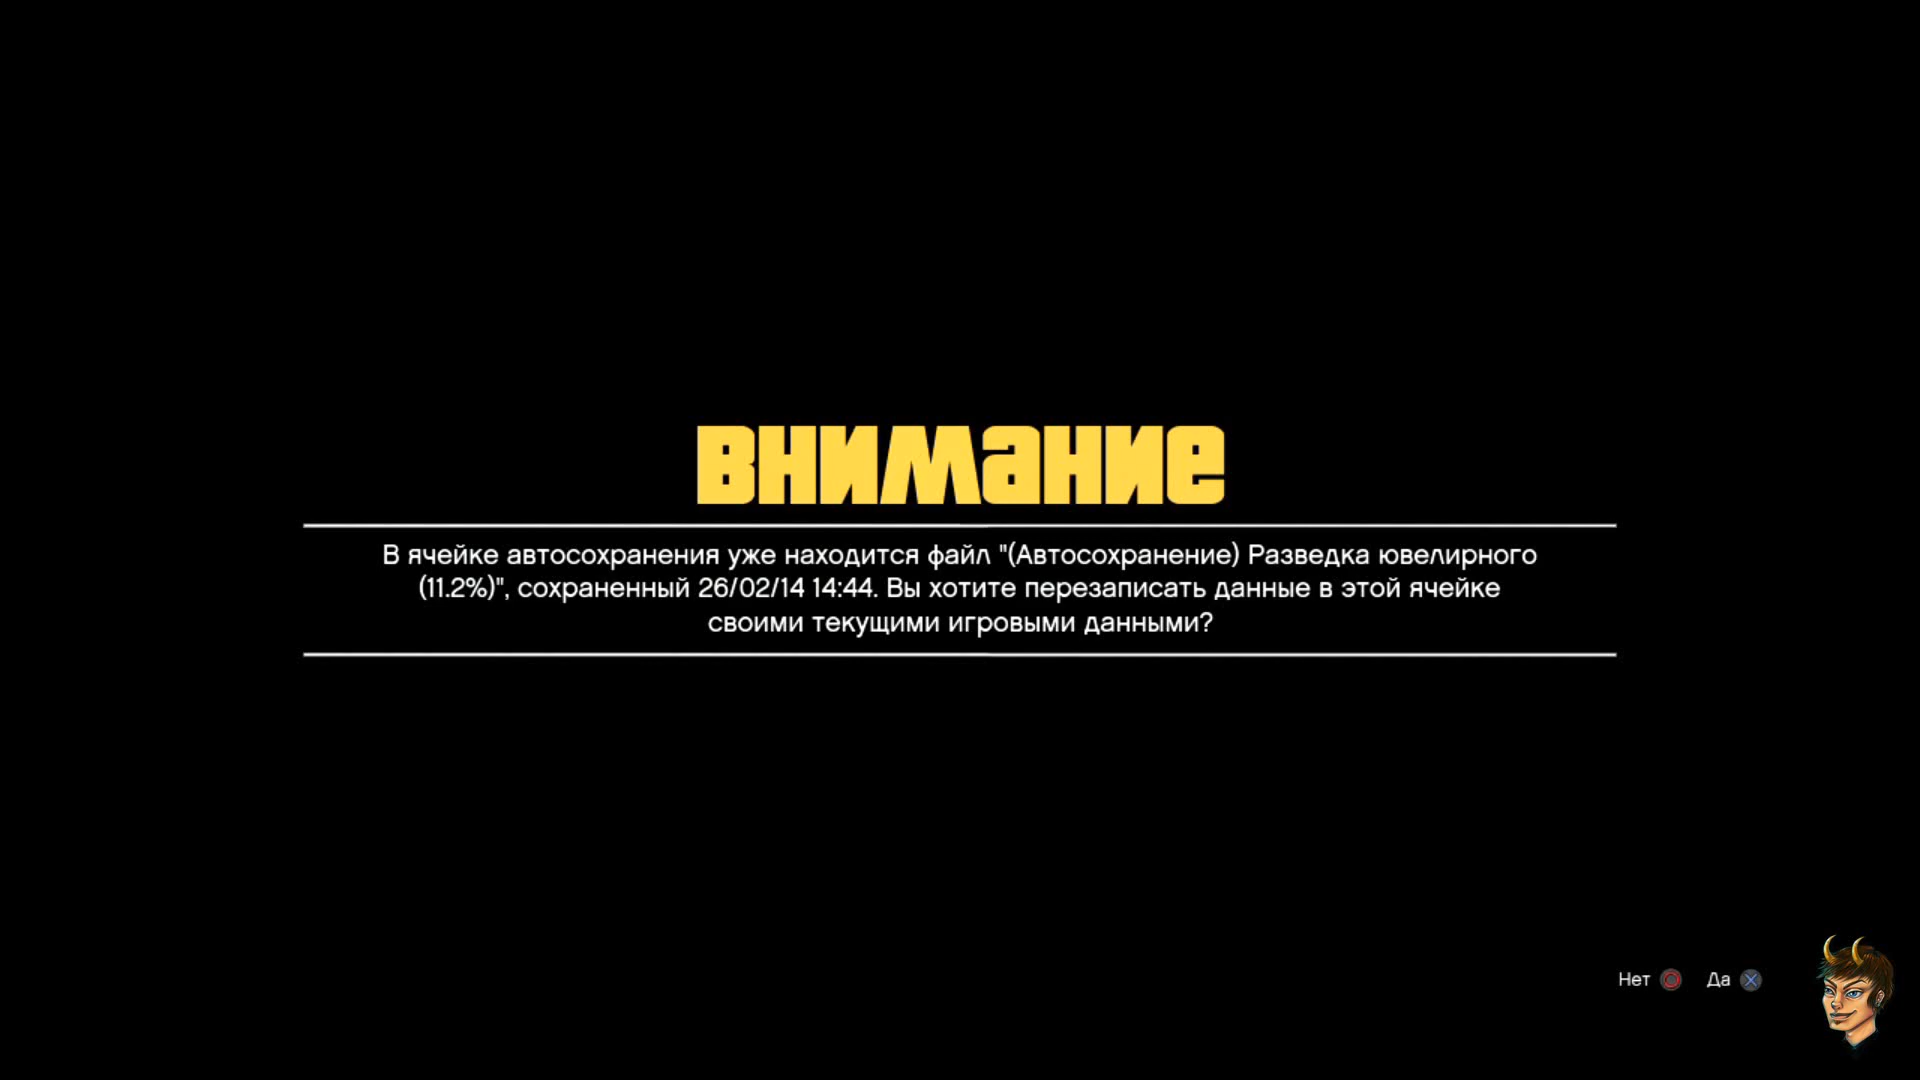 внимание
В ячейке автосохранения уже находится файл "(Автосохранение) Разведка ювелирного
(11.2%)", сохраненный 26/02/14 14:44. Вы хотите перезаписать данные в этой ячейке
своими текущими игровыми данными?
Нет Да